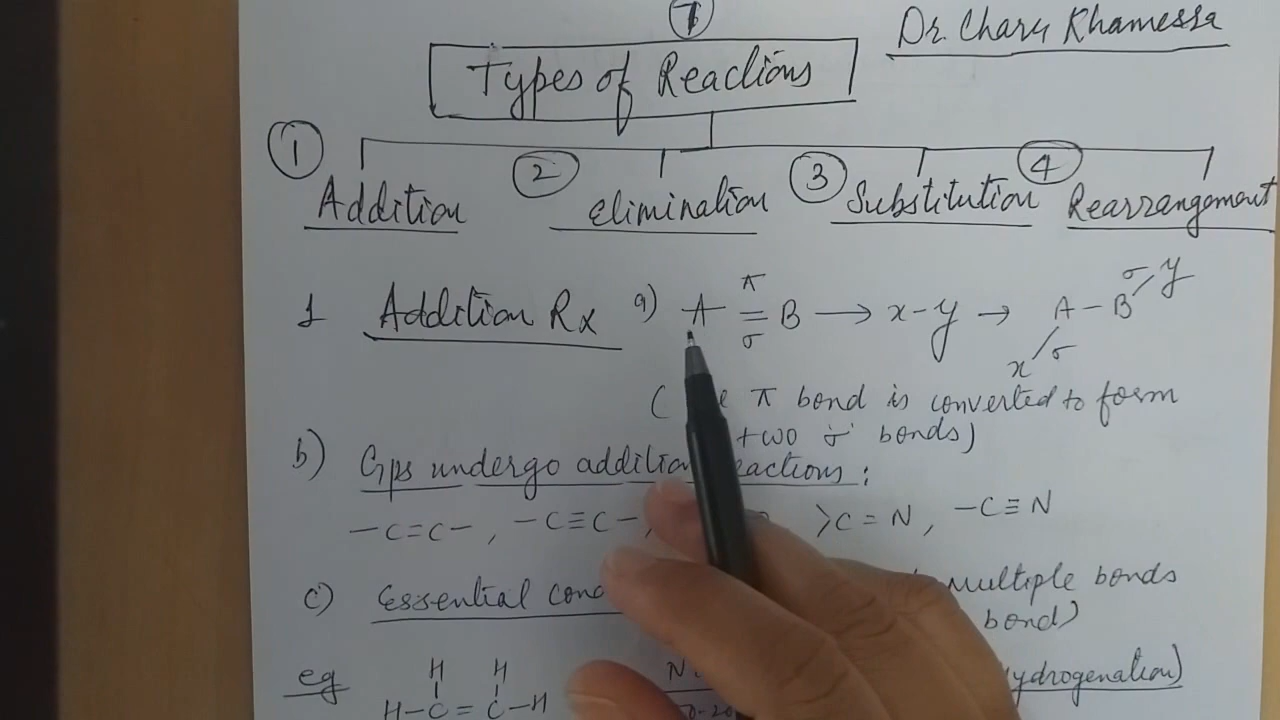 7
Dr. Charu Khamessa
Types of Reactions
① Addition ② elimination ③ Substitution ④ Rearrangement
1 Addition Rx a) A = B → x-y → A - B
π σ σ y x σ
( π bond is converted to form
two σ bonds)
b) Gps undergo addition reactions :
-C=C- , -C≡C- , >C=N , -C≡N
c) Essential multiple bonds
bond)
eg H H
H-C = C-H